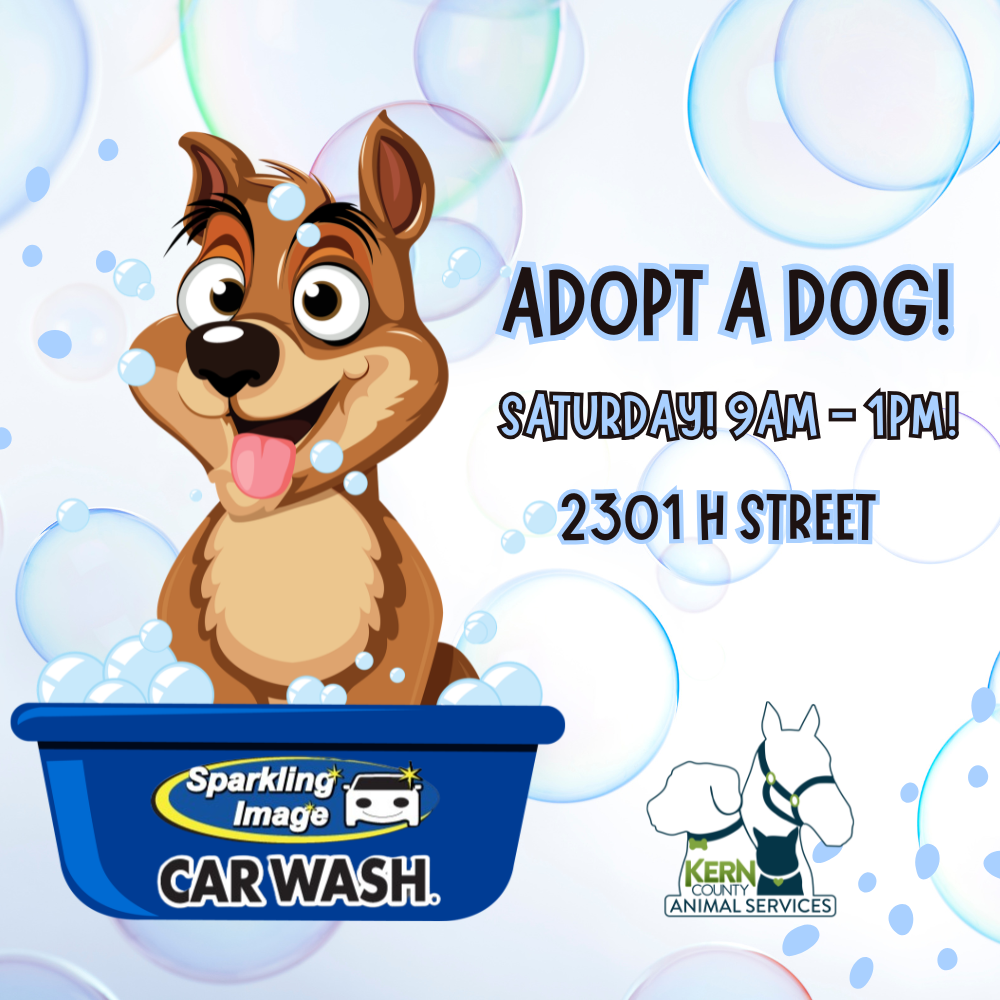 ADOPT A DOG!
SATURDAY! 9AM - 1PM!
2301 H STREET
Sparkling
Image
CAR WASH.
KERN
COUNTY
ANIMAL SERVICES